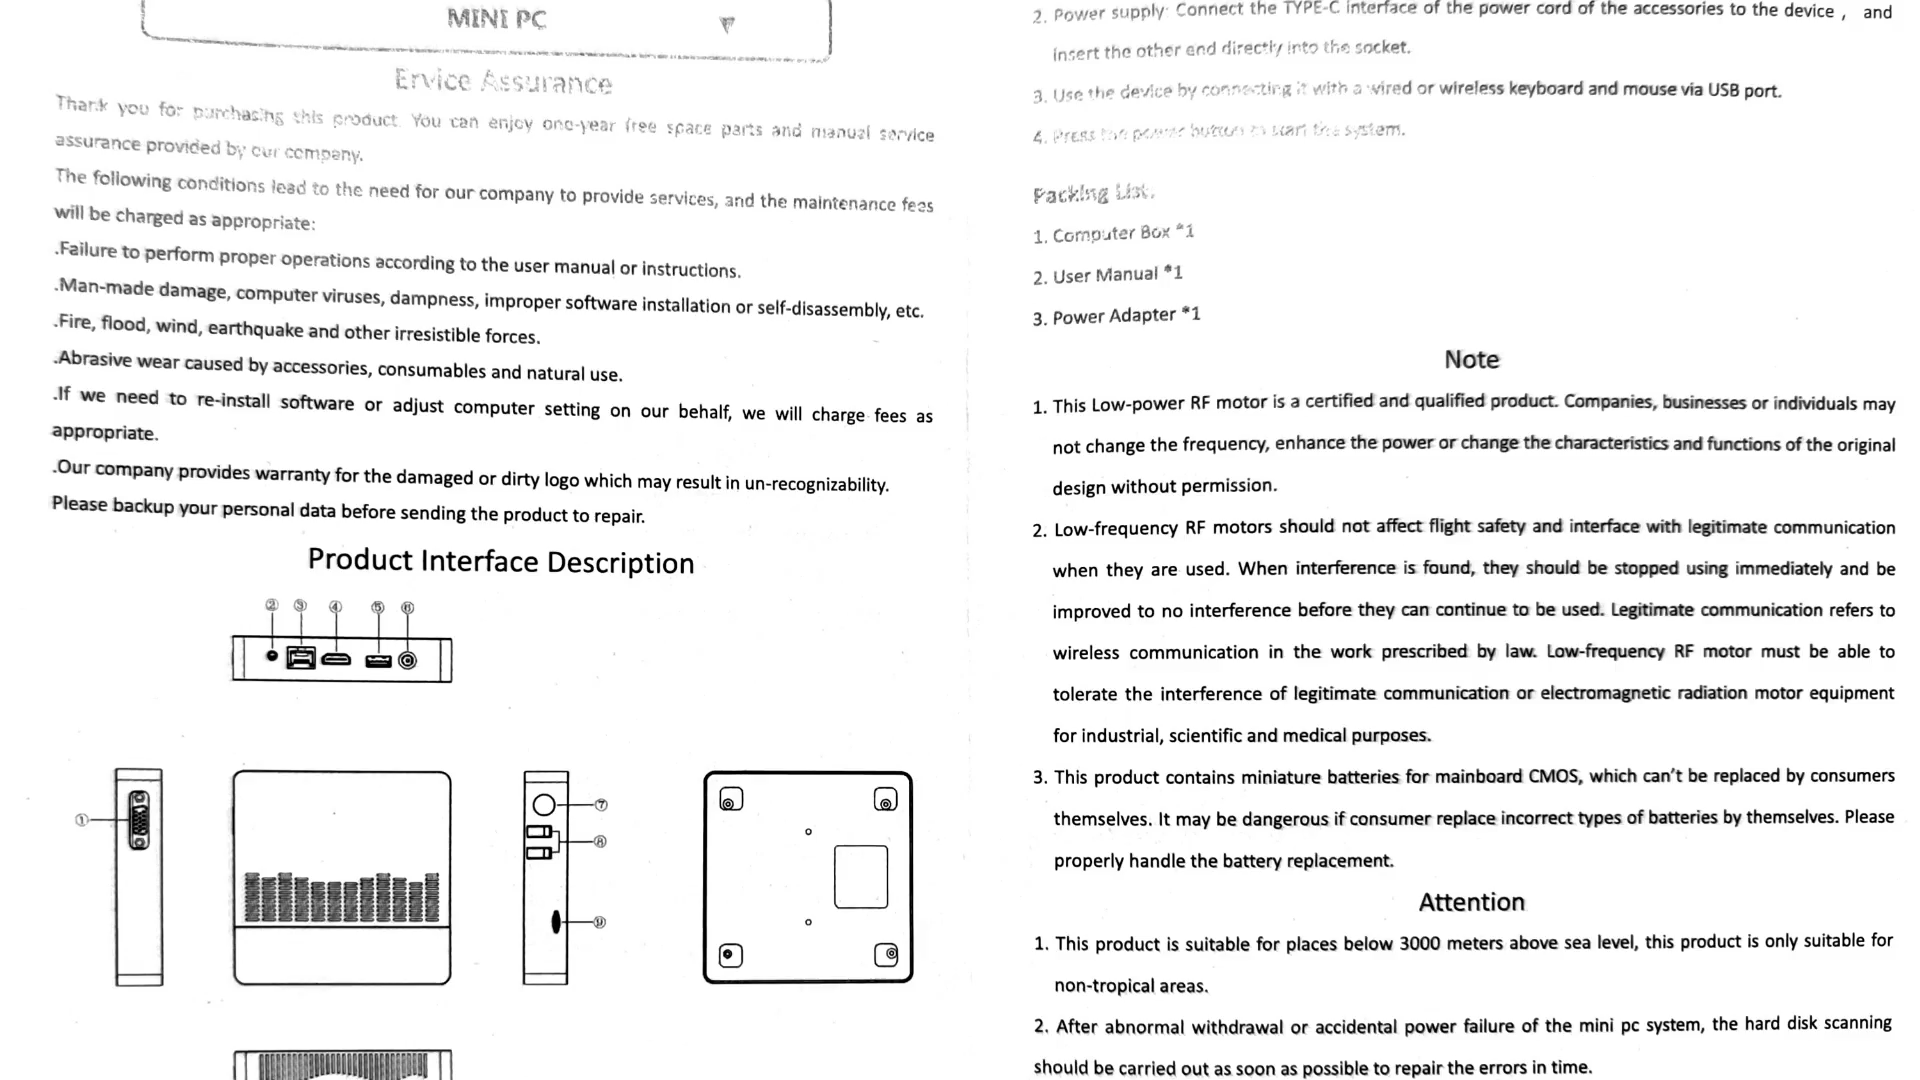 MINI PC
Ervice Assurance
Thank you for purchasing this product. You can enjoy one-year free space parts and manual service
assurance provided by our company.
The following conditions lead to the need for our company to provide services, and the maintenance fees
will be charged as appropriate:
.Failure to perform proper operations according to the user manual or instructions.
.Man-made damage, computer viruses, dampness, improper software installation or self-disassembly, etc.
.Fire, flood, wind, earthquake and other irresistible forces.
.Abrasive wear caused by accessories, consumables and natural use.
.If we need to re-install software or adjust computer setting on our behalf, we will charge fees as
appropriate.
.Our company provides warranty for the damaged or dirty logo which may result in un-recognizability.
Please backup your personal data before sending the product to repair.
Product Interface Description
② ③ ④ ⑤ ⑥
①
⑦
⑧
⑨
2. Power supply: Connect the TYPE-C interface of the power cord of the accessories to the device , and
insert the other end directly into the socket.
3. Use the device by connecting it with a wired or wireless keyboard and mouse via USB port.
4. Press the power button to start the system.
Packing List:
1. Computer Box *1
2. User Manual *1
3. Power Adapter *1
Note
1. This Low-power RF motor is a certified and qualified product. Companies, businesses or individuals may
not change the frequency, enhance the power or change the characteristics and functions of the original
design without permission.
2. Low-frequency RF motors should not affect flight safety and interface with legitimate communication
when they are used. When interference is found, they should be stopped using immediately and be
improved to no interference before they can continue to be used. Legitimate communication refers to
wireless communication in the work prescribed by law. Low-frequency RF motor must be able to
tolerate the interference of legitimate communication or electromagnetic radiation motor equipment
for industrial, scientific and medical purposes.
3. This product contains miniature batteries for mainboard CMOS, which can't be replaced by consumers
themselves. It may be dangerous if consumer replace incorrect types of batteries by themselves. Please
properly handle the battery replacement.
Attention
1. This product is suitable for places below 3000 meters above sea level, this product is only suitable for
non-tropical areas.
2. After abnormal withdrawal or accidental power failure of the mini pc system, the hard disk scanning
should be carried out as soon as possible to repair the errors in time.